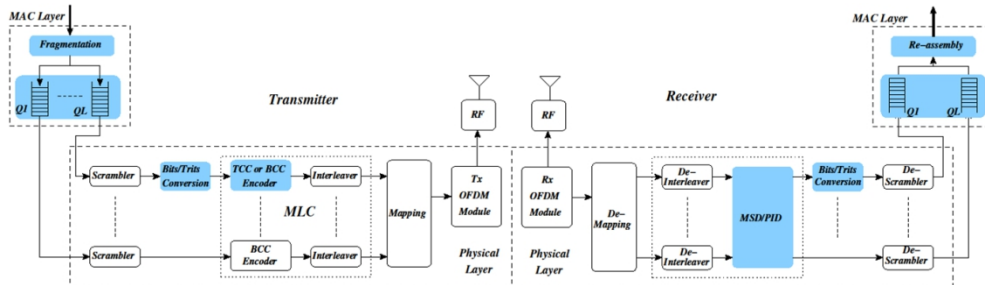 MAC Layer
Fragmentation
Q1
QL
Transmitter
RF
RF
Receiver
MAC Layer
Re-assembly
Q1
QL
Scrambler
Bits/Trits
Conversion
TCC or BCC
Encoder
Interleaver
MLC
Scrambler
BCC
Encoder
Interleaver
Mapping
Tx
OFDM
Module
Physical
Layer
Rx
OFDM
Module
Physical
Layer
De-
Mapping
De-
Interleaver
De-
Interleaver
MSD/PID
Bits/Trits
Conversion
De-
Scrambler
De-
Scrambler